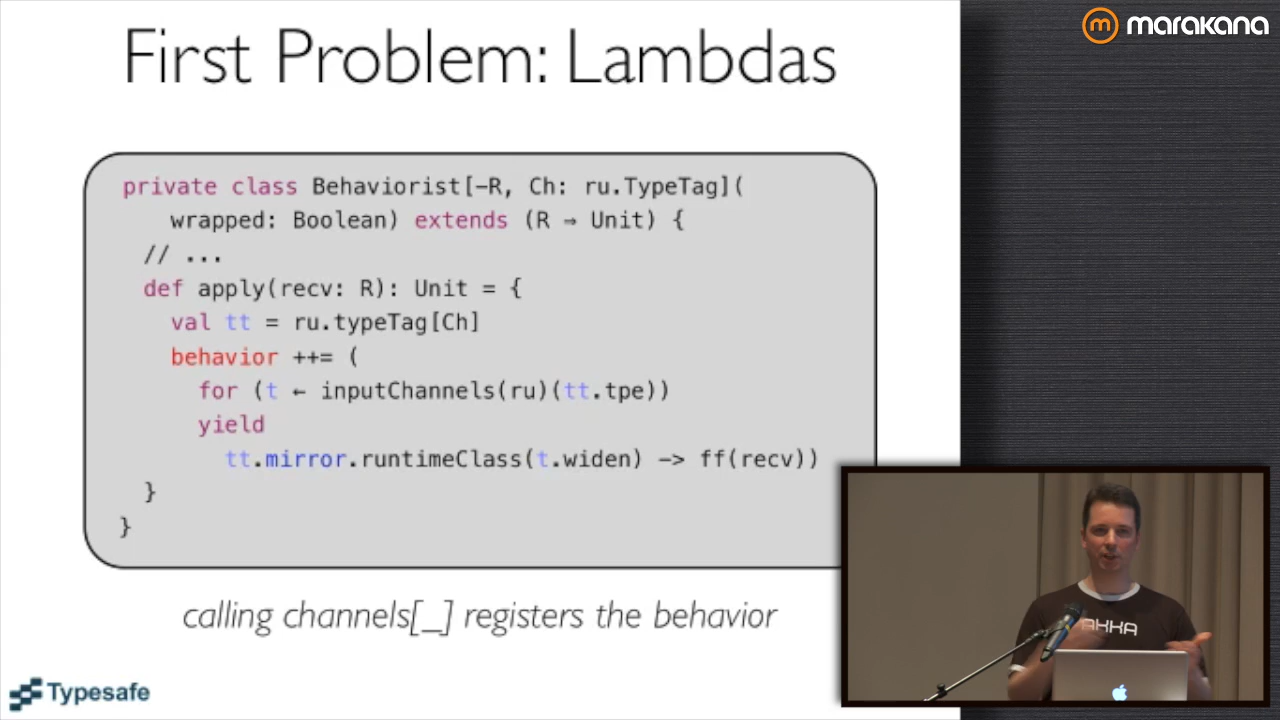 First Problem: Lambdas
marakana
private class Behaviorist[-R, Ch: ru.TypeTag](
wrapped: Boolean) extends (R ⇒ Unit) {
// ...
def apply(recv: R): Unit = {
val tt = ru.typeTag[Ch]
behavior ++= (
for (t ← inputChannels(ru)(tt.tpe))
yield
tt.mirror.runtimeClass(t.widen) -> ff(recv))
}
}
calling channels[_] registers the behavior
AKKA
Typesafe